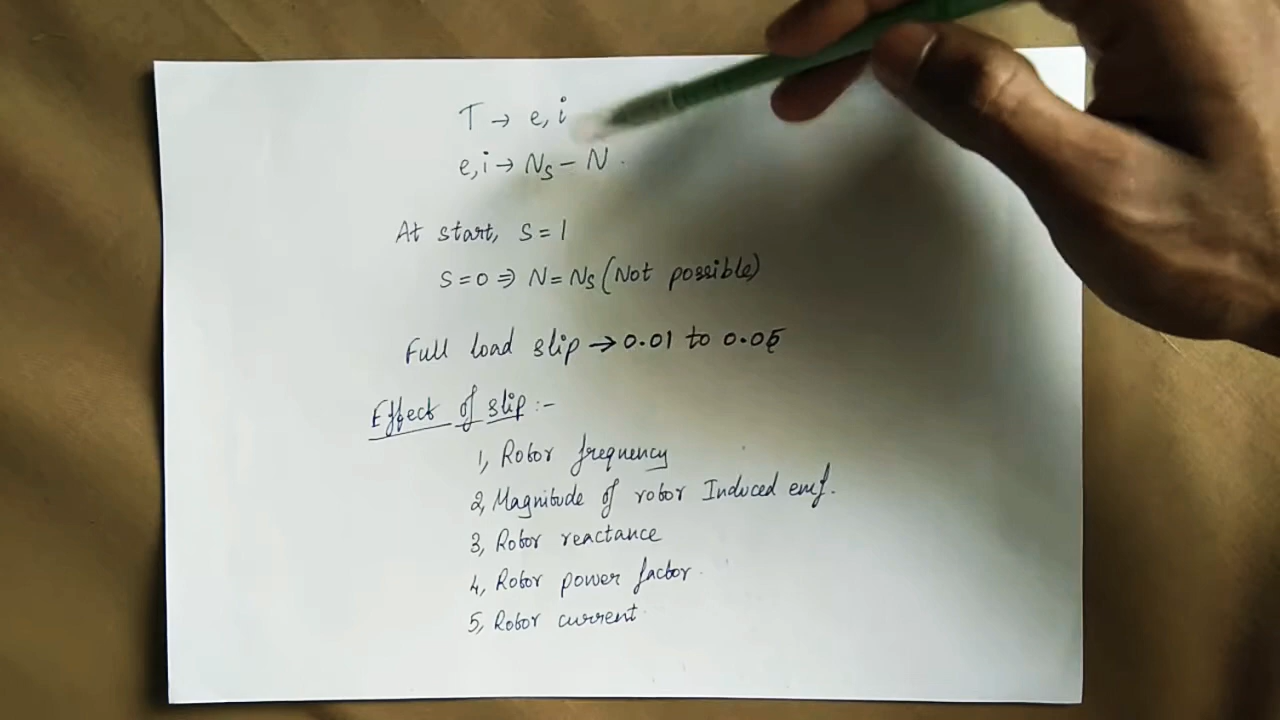 T → e, i
e, i → Ns − N.
At start, s = 1
s = 0 ⇒ N = Ns (Not possible)
Full load slip → 0.01 to 0.05
Effect of slip :-
1, Rotor frequency
2, Magnitude of rotor Induced emf.
3, Rotor reactance
4, Rotor power factor
5, Rotor current